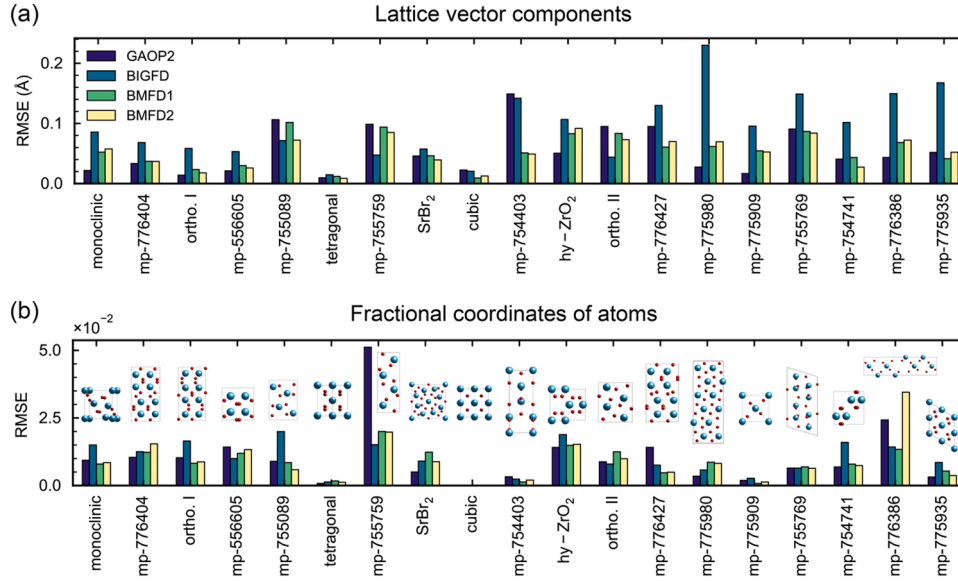 (a) Lattice vector components
RMSE (Å)
0.2
0.1
0.0
GAOP2
BIGFD
BMFD1
BMFD2
monoclinic
mp-776404
ortho. I
mp-556605
mp-755089
tetragonal
mp-755759
SrBr₂
cubic
mp-754403
hy−ZrO₂
ortho. II
mp-776427
mp-775980
mp-775909
mp-755769
mp-754741
mp-776386
mp-775935
(b) Fractional coordinates of atoms
×10⁻²
RMSE
5.0
2.5
0.0
monoclinic
mp-776404
ortho. I
mp-556605
mp-755089
tetragonal
mp-755759
SrBr₂
cubic
mp-754403
hy−ZrO₂
ortho. II
mp-776427
mp-775980
mp-775909
mp-755769
mp-754741
mp-776386
mp-775935